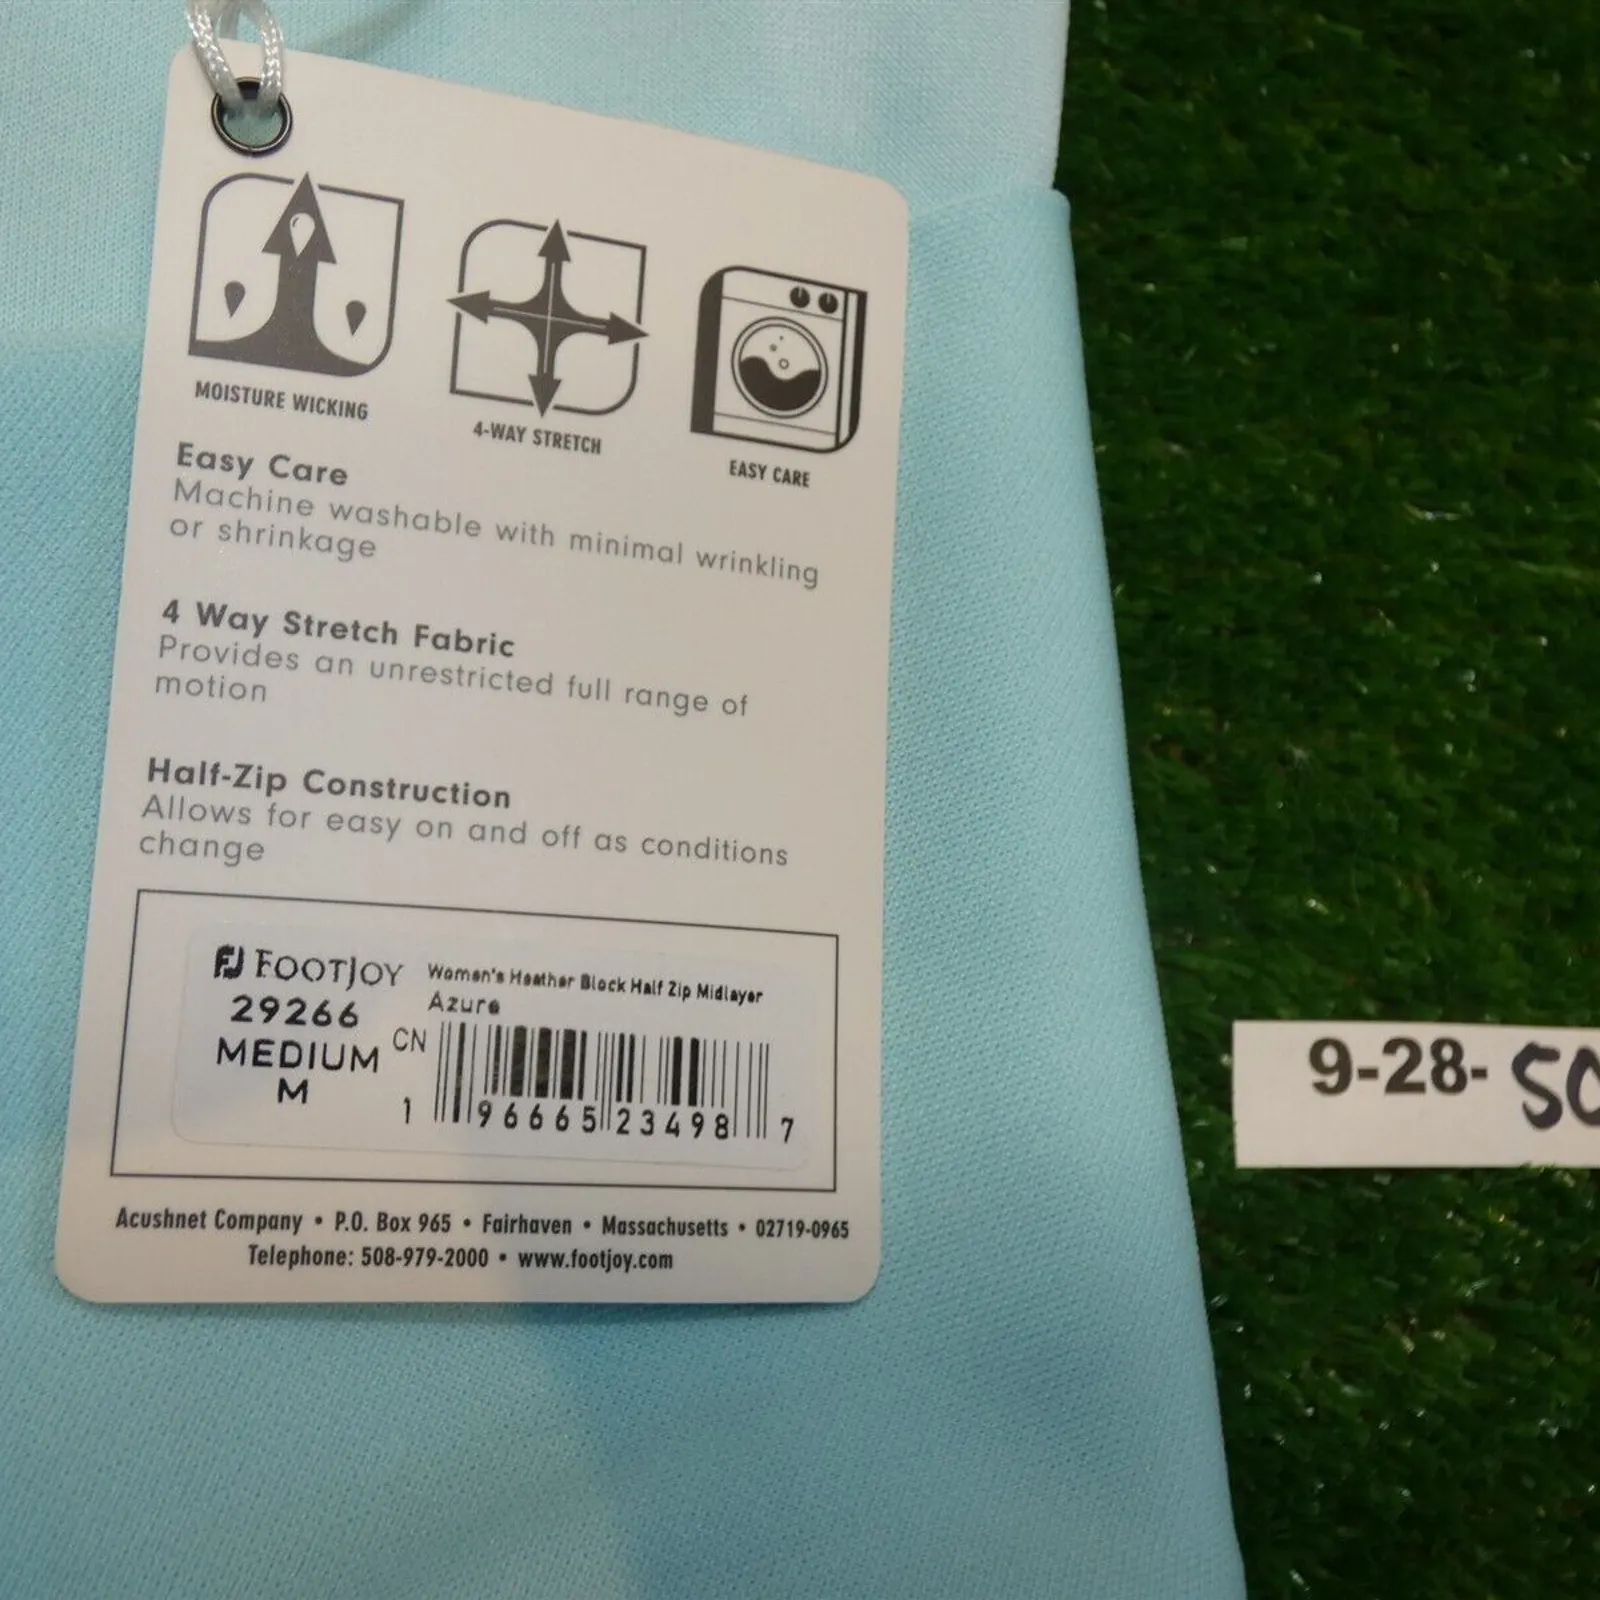 MOISTURE WICKING
4-WAY STRETCH
EASY CARE
Easy Care
Machine washable with minimal wrinkling
or shrinkage
4 Way Stretch Fabric
Provides an unrestricted full range of
motion
Half-Zip Construction
Allows for easy on and off as conditions
change
FJ FOOTJOY
Women's Heather Block Half Zip Midlayer
29266
Azure
MEDIUM
CN
M
1 96665 23498 7
Acushnet Company • P.O. Box 965 • Fairhaven • Massachusetts • 02719-0965
Telephone: 508-979-2000 • www.footjoy.com
9-28-50